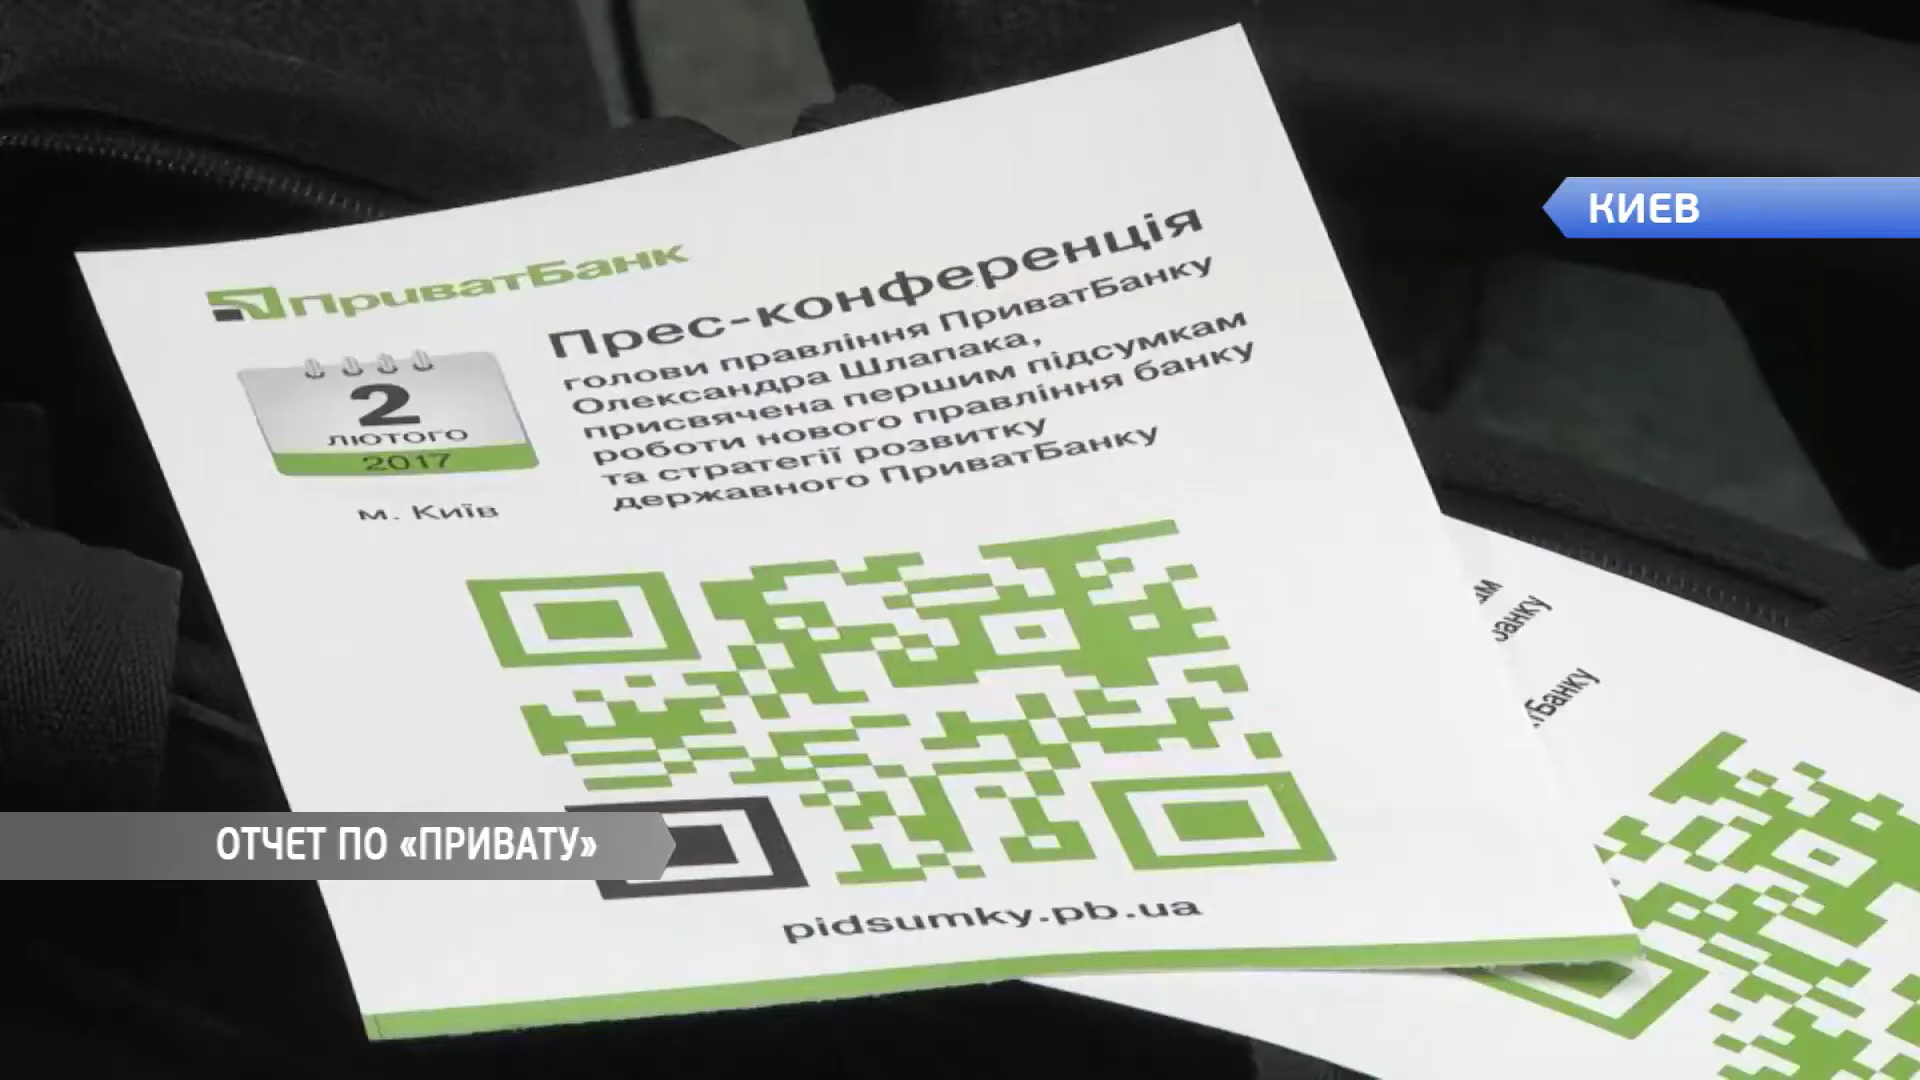 КИЕВ
ПриватБанк
2
ЛЮТОГО
2017
м. Київ
Прес-конференція
голови правління ПриватБанку
Олександра Шлапака,
присвячена першим підсумкам
роботи нового правління банку
та стратегії розвитку
державного ПриватБанку
pidsumky.pb.ua
ОТЧЕТ ПО «ПРИВАТУ»